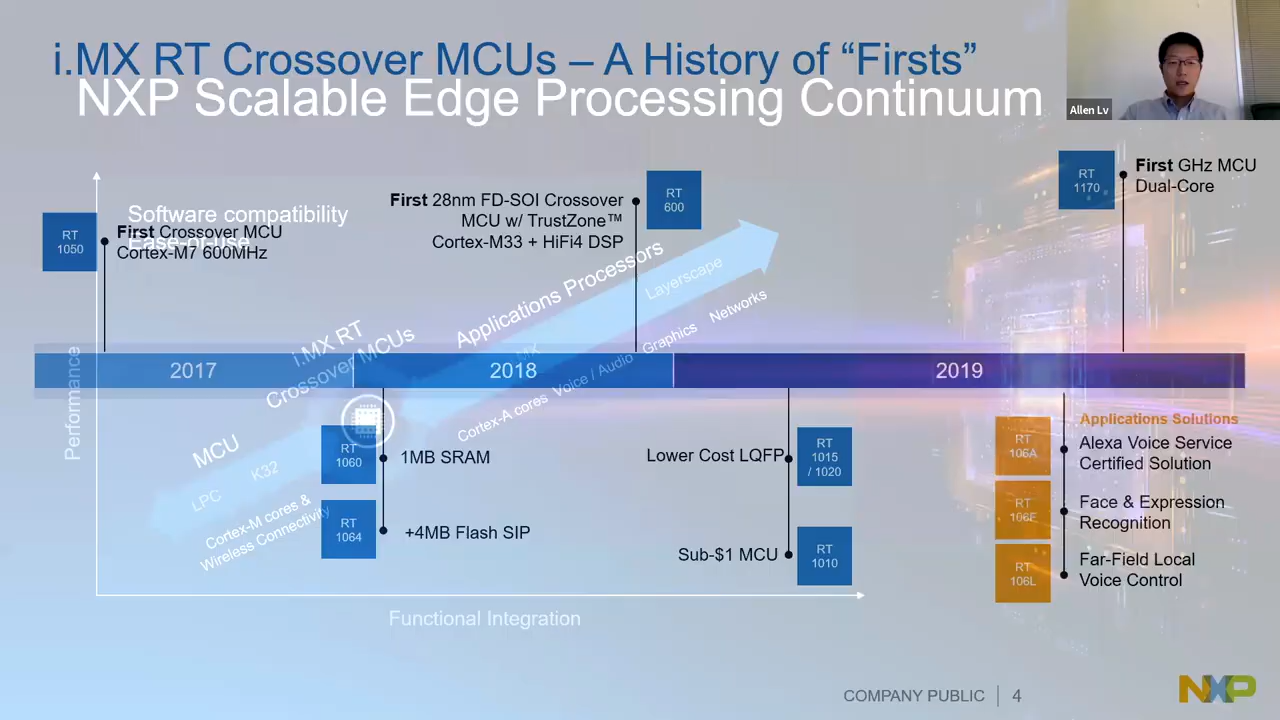 i.MX RT Crossover MCUs – A History of “Firsts”
NXP Scalable Edge Processing Continuum
Allen Lv
Software compatibility
Ease-of-use
RT
1050
First Crossover MCU
Cortex-M7 600MHz
First 28nm FD-SOI Crossover
MCU w/ TrustZone™
Cortex-M33 + HiFi4 DSP
RT
600
RT
1170
First GHz MCU
Dual-Core
Applications Processors
Layerscape
i.MX RT
Crossover MCUs
i.MX
Voice / Audio
Graphics
Networks
Cortex-A cores
2017
2018
2019
Performance
MCU
LPC
K32
Cortex-M cores &
Wireless Connectivity
RT
1060
1MB SRAM
RT
1064
+4MB Flash SIP
Lower Cost LQFP
RT
1015
/ 1020
Sub-$1 MCU
RT
1010
Applications Solutions
RT
106A
Alexa Voice Service
Certified Solution
RT
106F
Face & Expression
Recognition
RT
106L
Far-Field Local
Voice Control
Functional Integration
COMPANY PUBLIC | 4
NXP